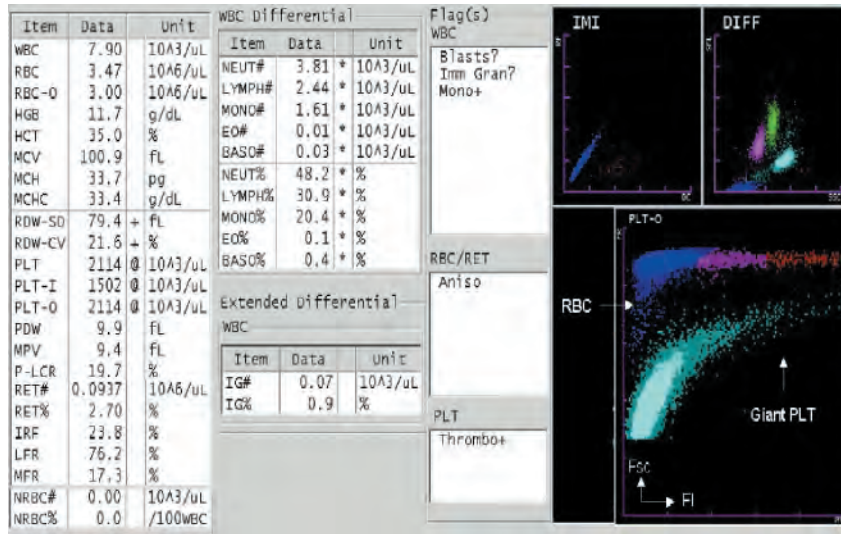 Item Data Unit
WBC 7.90 10^3/uL
RBC 3.47 10^6/uL
RBC-O 3.00 10^6/uL
HGB 11.7 g/dL
HCT 35.0 %
MCV 100.9 fL
MCH 33.7 pg
MCHC 33.4 g/dL
RDW-SD 79.4 + fL
RDW-CV 21.6 + %
PLT 2114 @ 10^3/uL
PLT-I 1502 @ 10^3/uL
PLT-O 2114 @ 10^3/uL
PDW 9.9 fL
MPV 9.4 fL
P-LCR 19.7 %
RET# 0.0937 10^6/uL
RET% 2.70 %
IRF 23.8 %
LFR 76.2 %
MFR 17.3 %
NRBC# 0.00 10^3/uL
NRBC% 0.0 /100WBC
WBC Differential
Item Data Unit
NEUT# 3.81 * 10^3/uL
LYMPH# 2.44 * 10^3/uL
MONO# 1.61 * 10^3/uL
EO# 0.01 * 10^3/uL
BASO# 0.03 * 10^3/uL
NEUT% 48.2 * %
LYMPH% 30.9 * %
MONO% 20.4 * %
EO% 0.1 * %
BASO% 0.4 * %
Extended Differential
WBC
Item Data Unit
IG# 0.07 10^3/uL
IG% 0.9 %
Flag(s)
WBC
Blasts?
Imm Gran?
Mono+
RBC/RET
Aniso
PLT
Thrombo+
IMI
DIFF
SSC
PLT-O
RBC
Giant PLT
Fsc
Fl